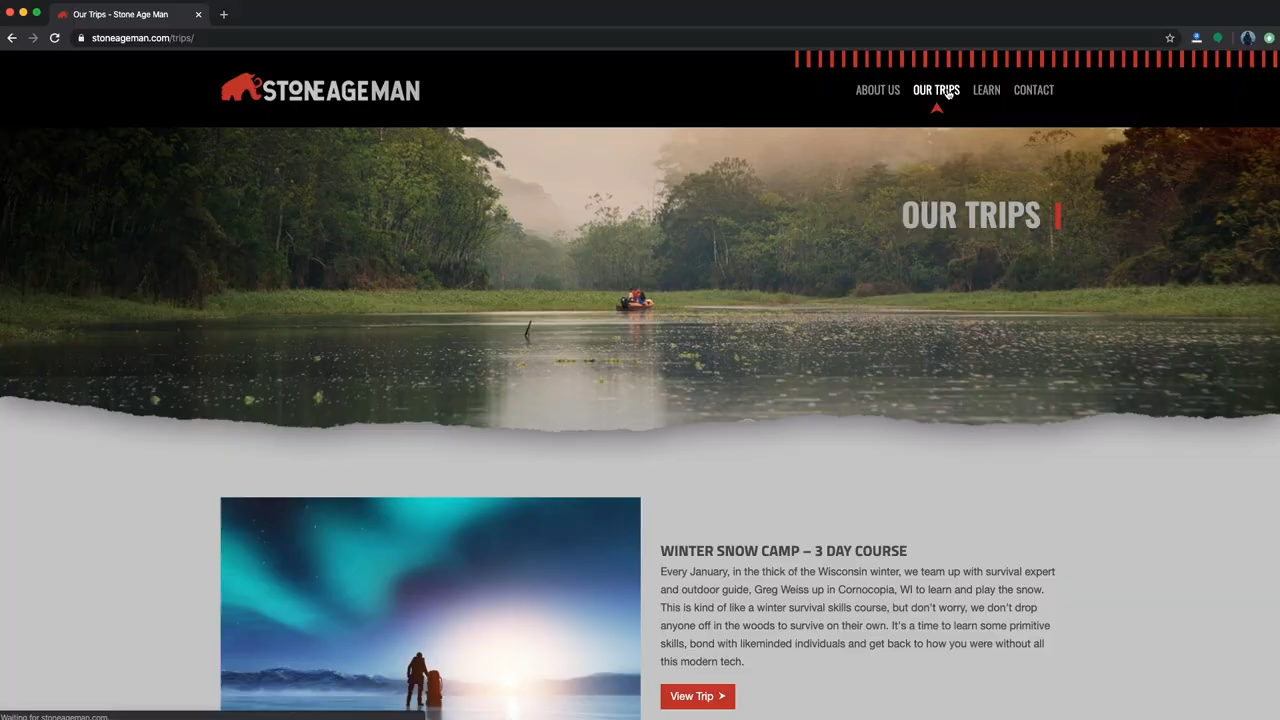 Our Trips - Stone Age Man
stoneageman.com/trips/
STONEAGEMAN
ABOUT US
OUR TRIPS
LEARN
CONTACT
OUR TRIPS
WINTER SNOW CAMP – 3 DAY COURSE
Every January, in the thick of the Wisconsin winter, we team up with survival expert
and outdoor guide, Greg Weiss up in Cornocopia, WI to learn and play the snow.
This is kind of like a winter survival skills course, but don't worry, we don't drop
anyone off in the woods to survive on their own. It's a time to learn some primitive
skills, bond with likeminded individuals and get back to how you were without all
this modern tech.
View Trip
Waiting for stoneageman.com...